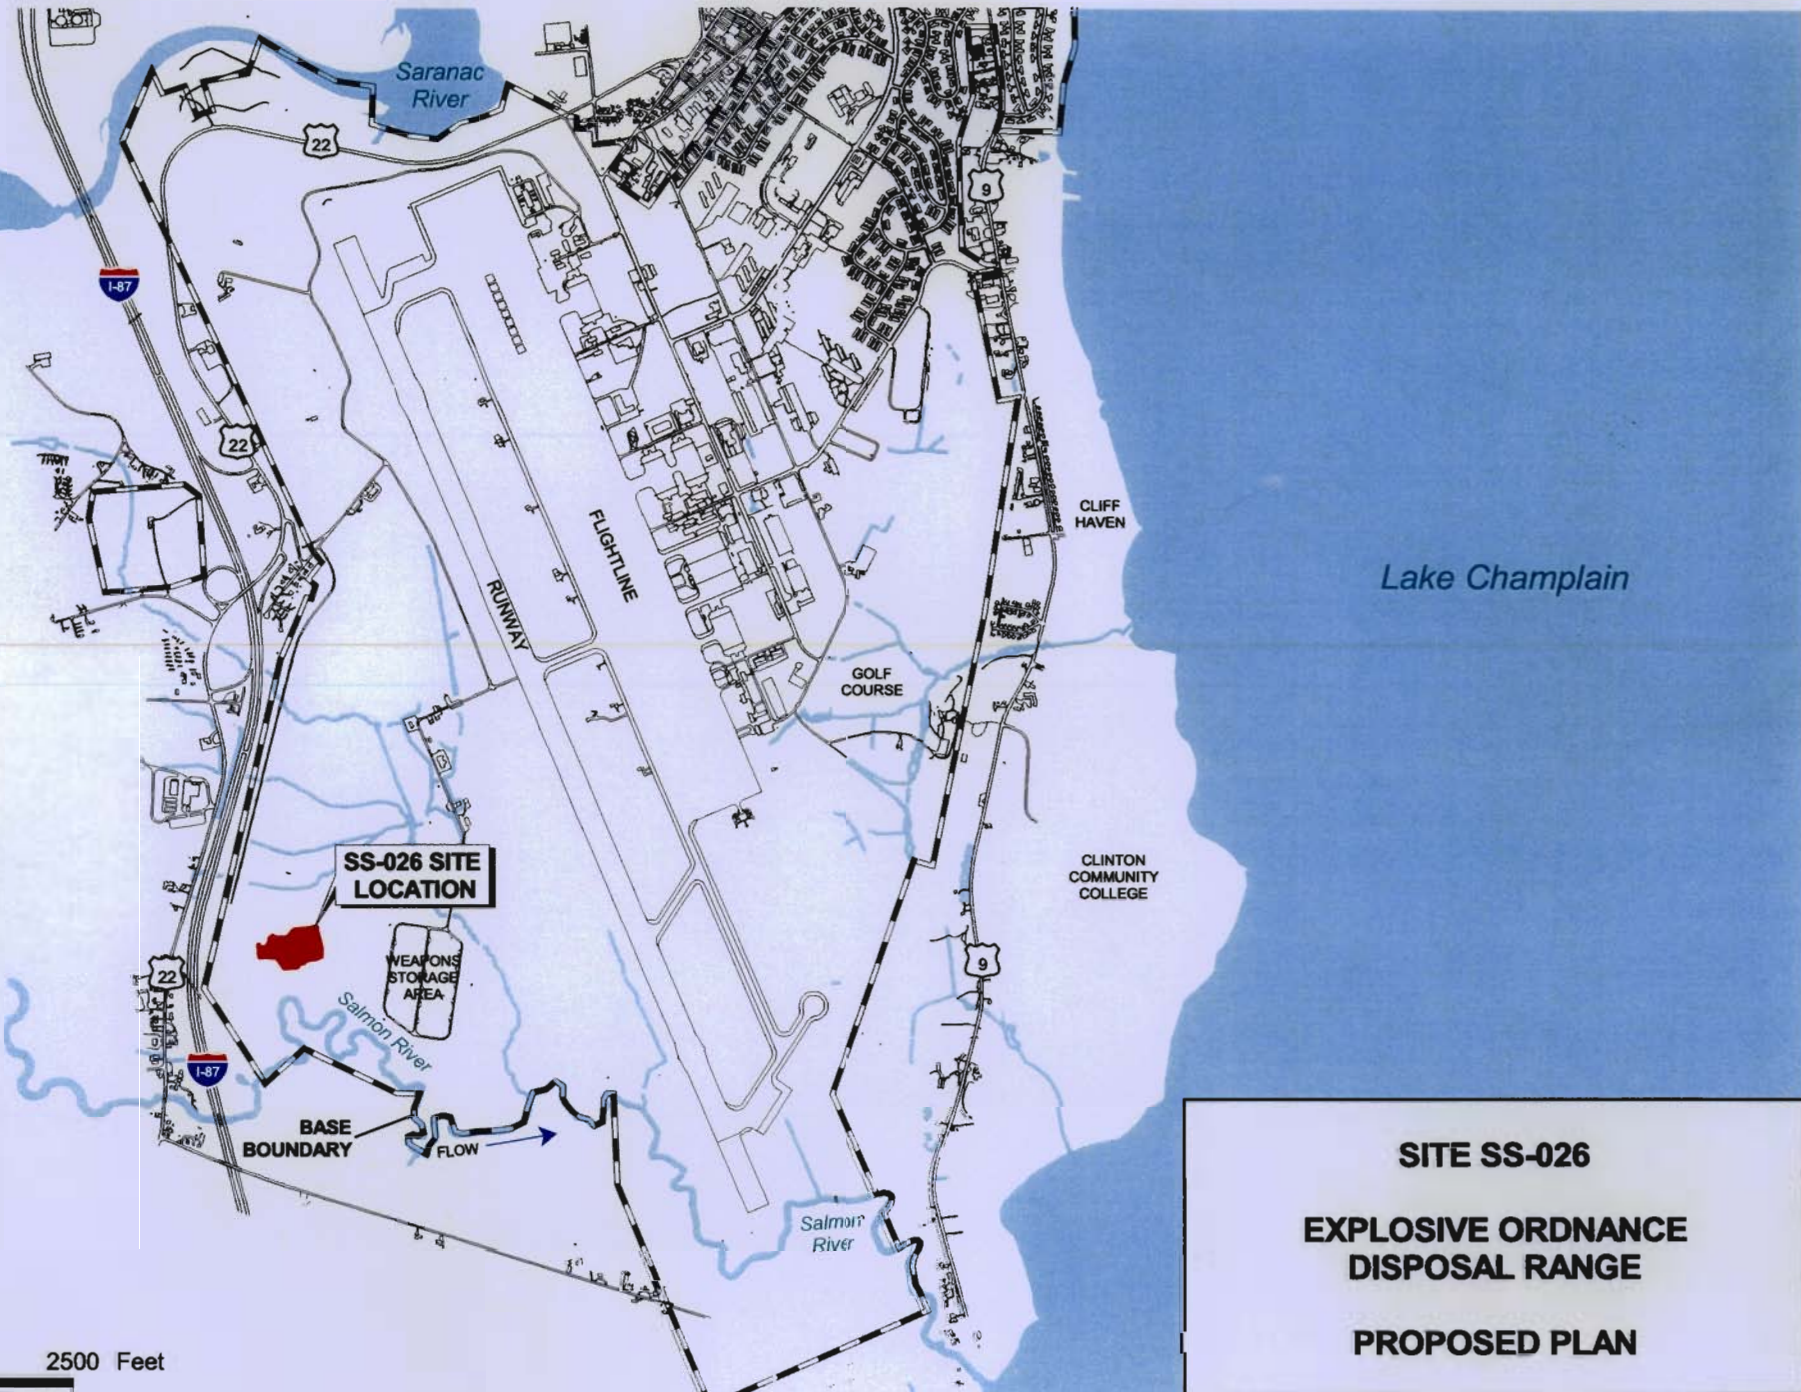 Saranac
River
22
9
I-87
22
CLIFF
HAVEN
FLIGHTLINE
RUNWAY
Lake Champlain
GOLF
COURSE
SS-026 SITE
LOCATION
CLINTON
COMMUNITY
COLLEGE
WEAPONS
STORAGE
AREA
22
9
Salmon River
I-87
BASE
BOUNDARY
FLOW
Salmon
River
SITE SS-026
EXPLOSIVE ORDNANCE
DISPOSAL RANGE
PROPOSED PLAN
2500 Feet